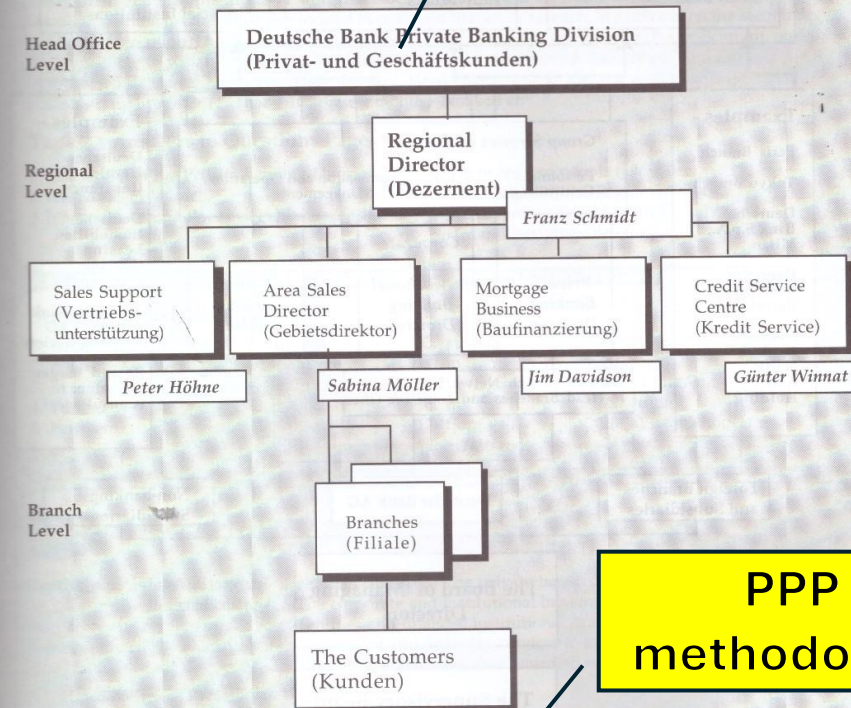 Head Office
Level
Deutsche Bank Private Banking Division
(Privat- und Geschäftskunden)
Regional
Level
Regional
Director
(Dezernent)
Franz Schmidt
Sales Support
(Vertriebs-
unterstützung)
Area Sales
Director
(Gebietsdirektor)
Mortgage
Business
(Baufinanzierung)
Credit Service
Centre
(Kredit Service)
Peter Höhne
Sabina Möller
Jim Davidson
Günter Winnat
Branch
Level
Branches
(Filiale)
PPP
methodo
The Customers
(Kunden)